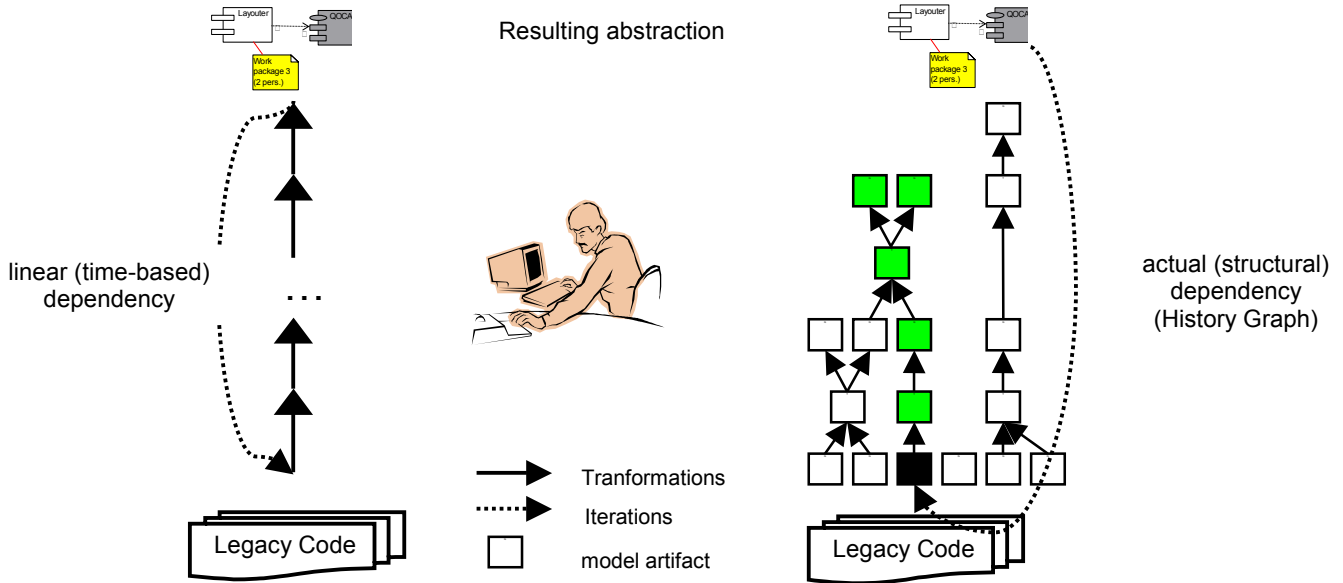 Layouter
QOCA
Work
package 3
(2 pers.)
Resulting abstraction
Layouter
QOCA
Work
package 3
(2 pers.)
linear (time-based)
dependency
...
actual (structural)
dependency
(History Graph)
Tranformations
Iterations
model artifact
Legacy Code
Legacy Code